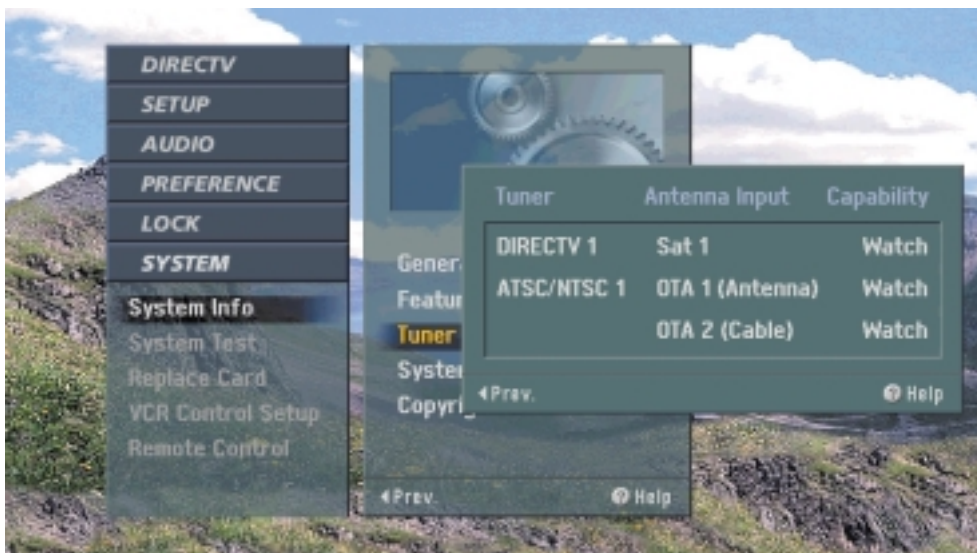 DIRECTV
SETUP
AUDIO
PREFERENCE
LOCK
SYSTEM
System Info
System Test
Replace Card
VCR Control Setup
Remote Control
Tuner
Prev.
Help
Tuner Antenna Input Capability
DIRECTV 1 Sat 1 Watch
ATSC/NTSC 1 OTA 1 (Antenna) Watch
OTA 2 (Cable) Watch
Prev. Help